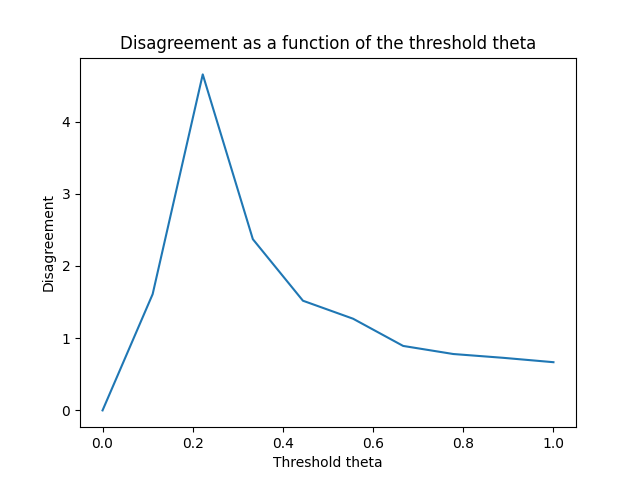 Disagreement as a function of the threshold theta
4
3
2
1
0
Disagreement
0.0 0.2 0.4 0.6 0.8 1.0
Threshold theta